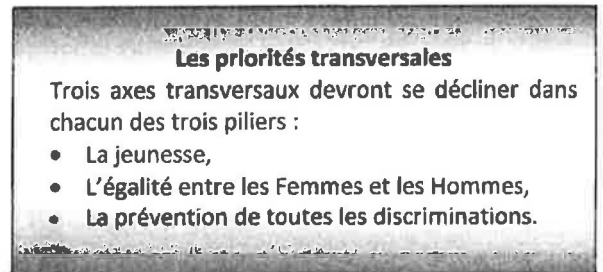 Les priorités transversales
Trois axes transversaux devront se décliner dans
chacun des trois piliers :
• La jeunesse,
• L'égalité entre les Femmes et les Hommes,
• La prévention de toutes les discriminations.